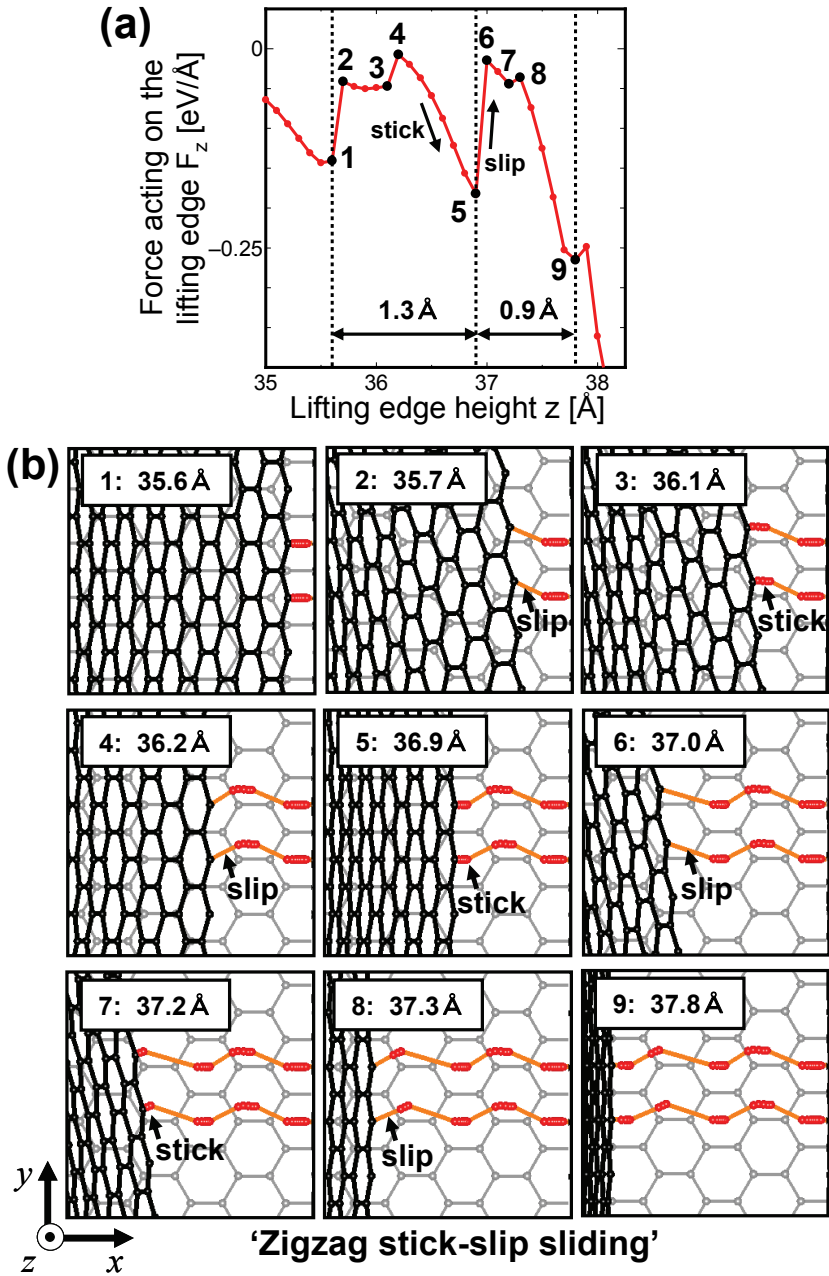 (a)
Force acting on the
lifting edge F_z [eV/Å]
0
−0.25
2
4
3
1
stick
5
6
7
8
slip
9
1.3 Å
0.9 Å
35
36
37
38
Lifting edge height z [Å]
(b)
1: 35.6 Å
2: 35.7 Å
slip
3: 36.1 Å
stick
4: 36.2 Å
slip
5: 36.9 Å
stick
6: 37.0 Å
slip
7: 37.2 Å
stick
8: 37.3 Å
slip
9: 37.8 Å
y
z
x
'Zigzag stick-slip sliding'